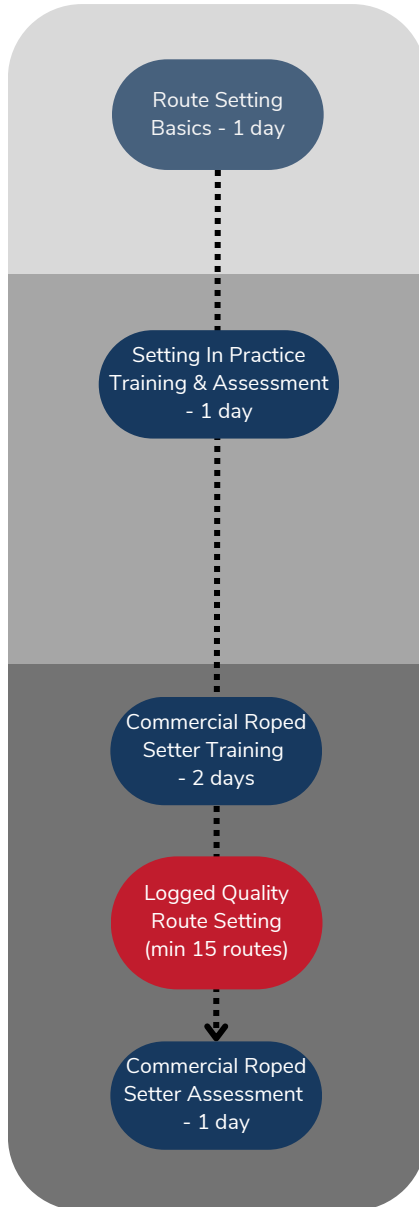 Route Setting
Basics - 1 day
Setting In Practice
Training & Assessment
- 1 day
Commercial Roped
Setter Training
- 2 days
Logged Quality
Route Setting
(min 15 routes)
Commercial Roped
Setter Assessment
- 1 day